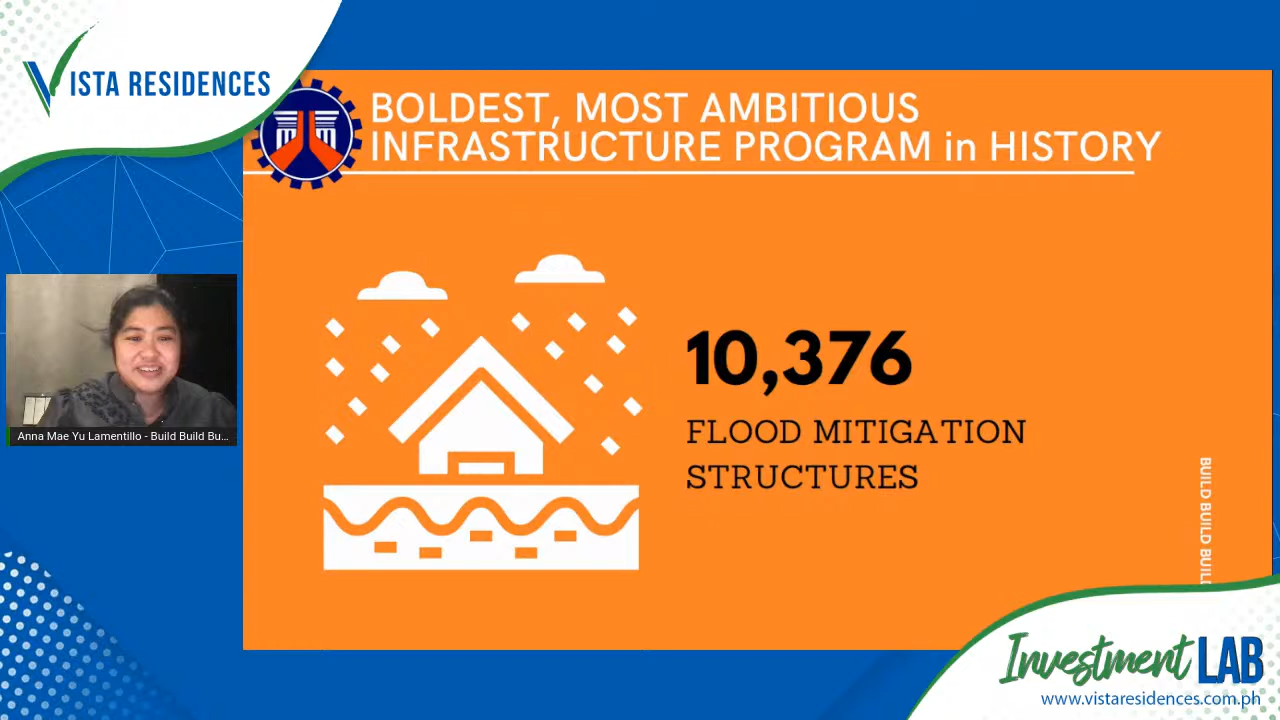 VISTA RESIDENCES
BOLDEST, MOST AMBITIOUS
INFRASTRUCTURE PROGRAM in HISTORY
10,376
FLOOD MITIGATION
STRUCTURES
Anna Mae Yu Lamentillo - Build Build Bu...
BUILD BUILD BUILD
Investment LAB
www.vistaresidences.com.ph